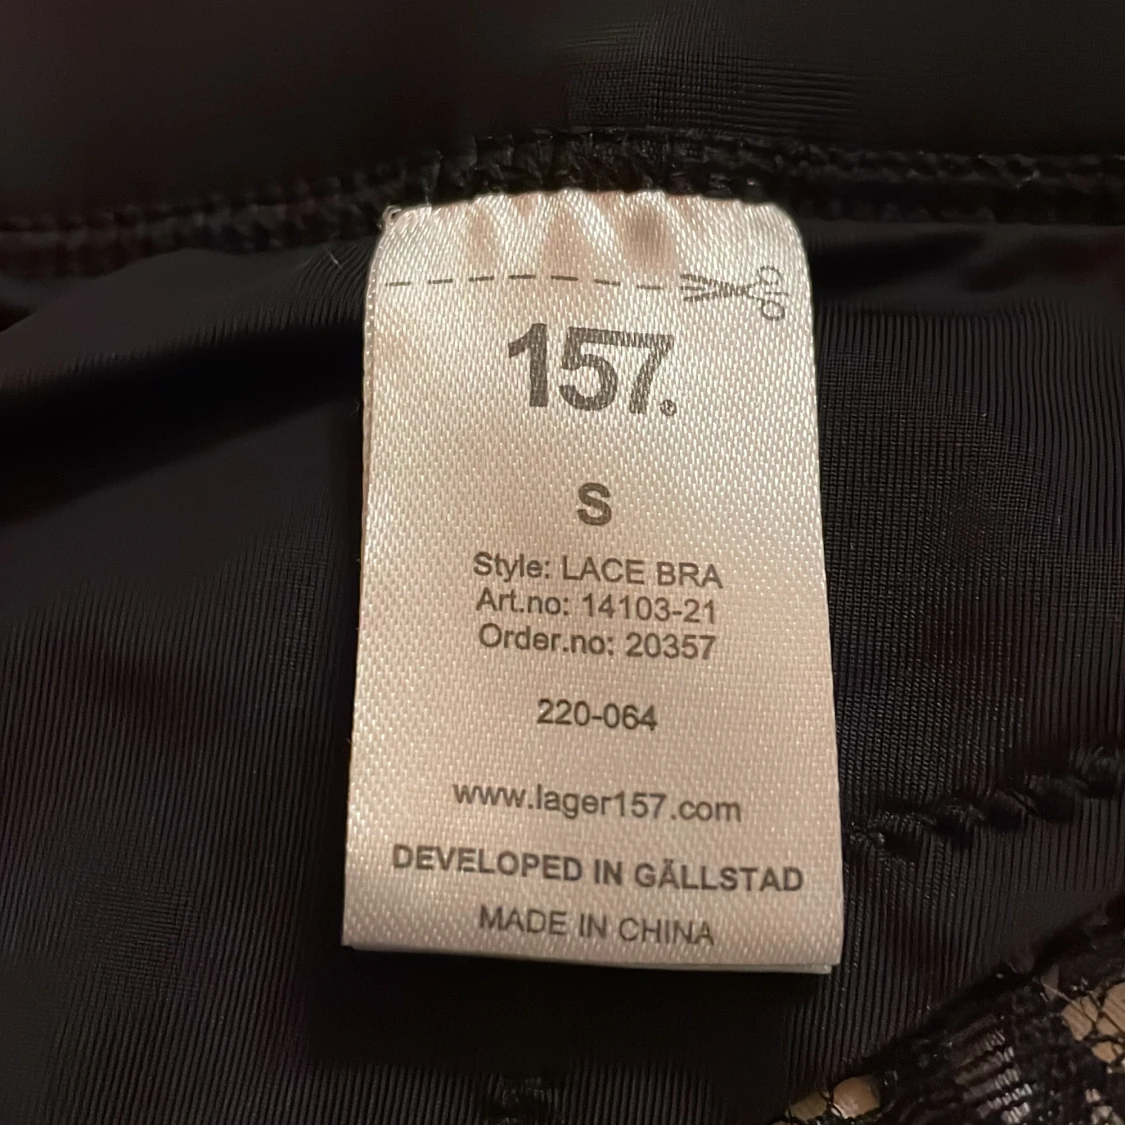 157.®
S
Style: LACE BRA
Art.no: 14103-21
Order.no: 20357
220-064
www.lager157.com
DEVELOPED IN GÄLLSTAD
MADE IN CHINA